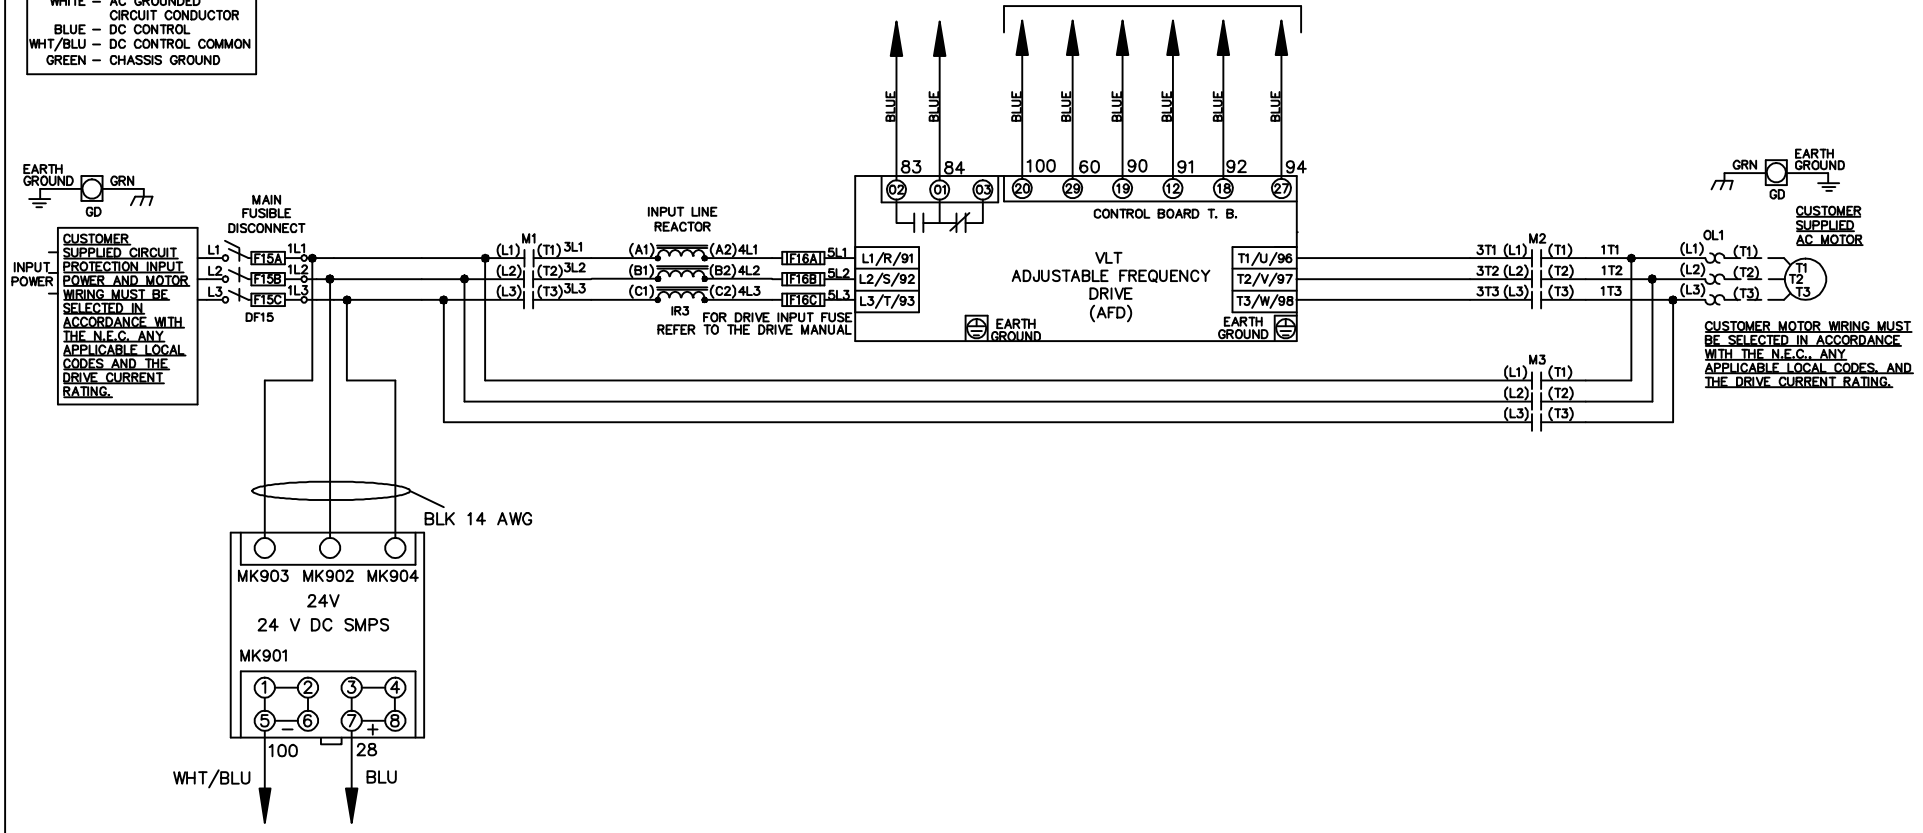 WHITE – AC GROUNDED
CIRCUIT CONDUCTOR
BLUE – DC CONTROL
WHT/BLU – DC CONTROL COMMON
GREEN – CHASSIS GROUND
BLUE
BLUE
BLUE
BLUE
BLUE
BLUE
BLUE
BLUE
83
84
100
60
90
91
92
94
02
01
03
20
29
19
12
18
27
CONTROL BOARD T. B.
EARTH
GROUND
GRN
GD
CUSTOMER
SUPPLIED CIRCUIT
PROTECTION INPUT
POWER AND MOTOR
WIRING MUST BE
SELECTED IN
ACCORDANCE WITH
THE N.E.C. ANY
APPLICABLE LOCAL
CODES AND THE
DRIVE CURRENT
RATING.
INPUT
POWER
MAIN
FUSIBLE
DISCONNECT
L1 F15A 1L1
L2 F15B 1L2
L3 F15C 1L3
DF15
M1
(L1) (T1) 3L1
(L2) (T2) 3L2
(L3) (T3) 3L3
INPUT LINE
REACTOR
(A1) (A2) 4L1
(B1) (B2) 4L2
(C1) (C2) 4L3
IR3
F16A 5L1
F16B 5L2
F16C 5L3
FOR DRIVE INPUT FUSE
REFER TO THE DRIVE MANUAL
L1/R/91
L2/S/92
L3/T/93
VLT
ADJUSTABLE FREQUENCY
DRIVE
(AFD)
T1/U/96
T2/V/97
T3/W/98
EARTH
GROUND
EARTH
GROUND
M2
3T1 (L1) (T1) 1T1
3T2 (L2) (T2) 1T2
3T3 (L3) (T3) 1T3
M3
(L1) (T1)
(L2) (T2)
(L3) (T3)
OL1
(L1) (T1)
(L2) (T2)
(L3) (T3)
GRN
EARTH
GROUND
GD
CUSTOMER
SUPPLIED
AC MOTOR
T1
T2
T3
CUSTOMER MOTOR WIRING MUST
BE SELECTED IN ACCORDANCE
WITH THE N.E.C., ANY
APPLICABLE LOCAL CODES, AND
THE DRIVE CURRENT RATING.
BLK 14 AWG
MK903 MK902 MK904
24V
24 V DC SMPS
MK901
1 2 3 4
5 – 6 7 + 8
100
28
WHT/BLU
BLU